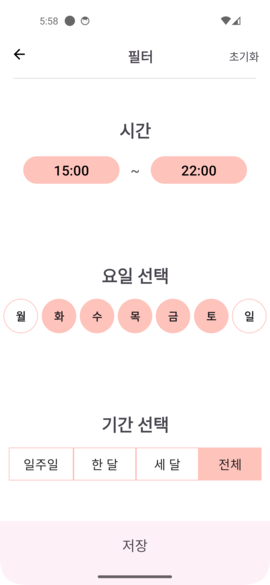 5:58
필터 초기화
시간
15:00 ~ 22:00
요일 선택
월 화 수 목 금 토 일
기간 선택
일주일 한 달 세 달 전체
저장